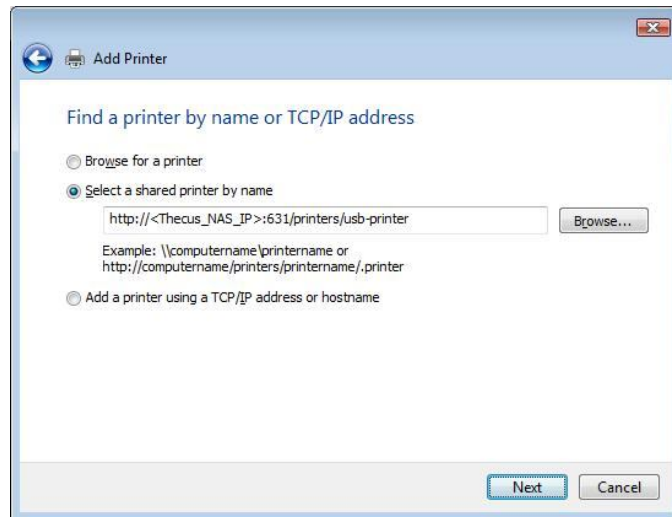 Add Printer
Find a printer by name or TCP/IP address
Browse for a printer
Select a shared printer by name
http://<Thecus_NAS_IP>:631/printers/usb-printer
Browse...
Example: \\computername\printername or
http://computername/printers/printername/.printer
Add a printer using a TCP/IP address or hostname
Next
Cancel